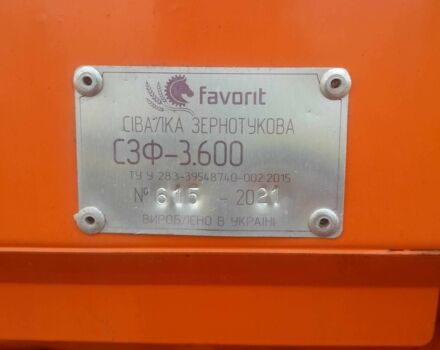 favorit
СІВАЛКА ЗЕРНОТУКОВА
СЗФ-3.600
ТУ У 28.3-39548740-002:2015
№ 615 - 2021
ВИРОБЛЕНО В УКРАЇНІ